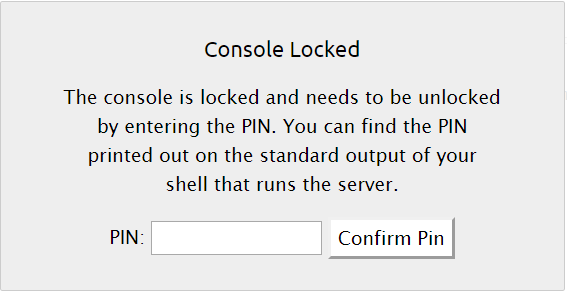 Console Locked
The console is locked and needs to be unlocked
by entering the PIN. You can find the PIN
printed out on the standard output of your
shell that runs the server.
PIN: Confirm Pin